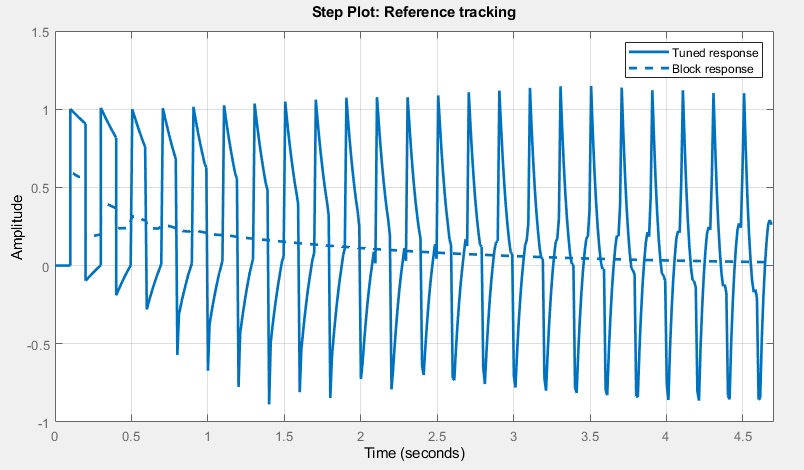 Step Plot: Reference tracking
Tuned response
Block response
Amplitude
1.5
1
0.5
0
-0.5
-1
0 0.5 1 1.5 2 2.5 3 3.5 4 4.5
Time (seconds)